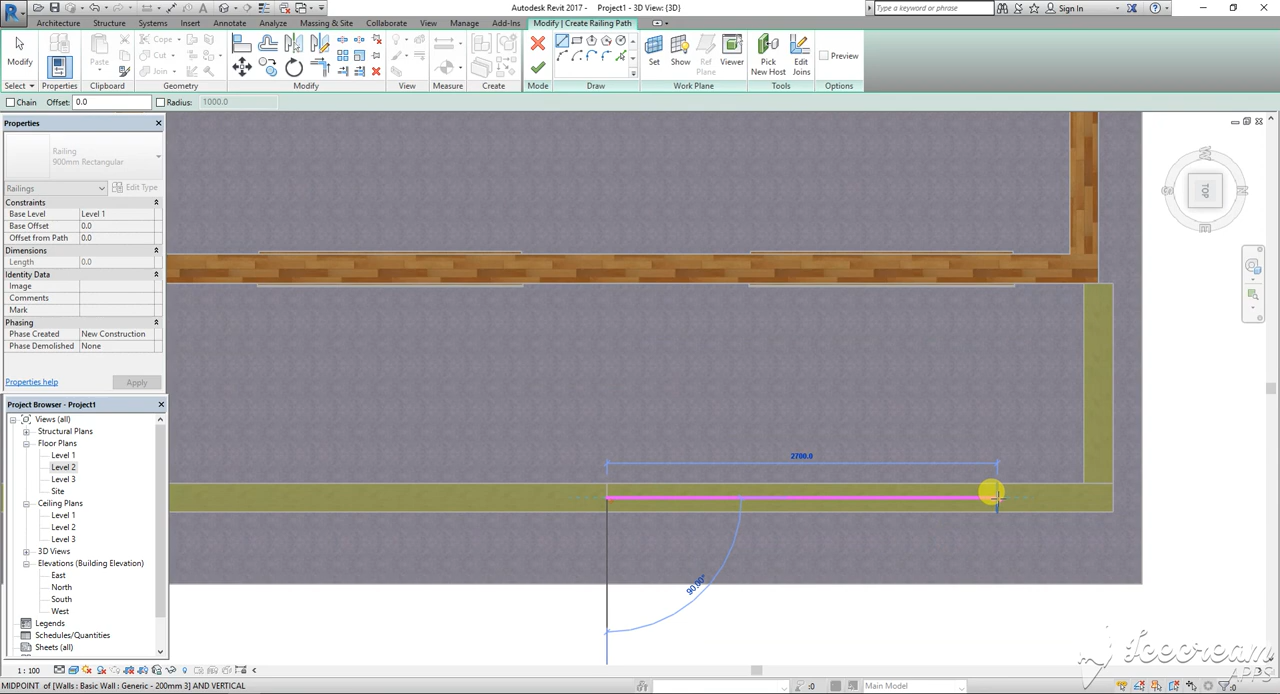 Autodesk Revit 2017 - Project1 - 3D View: {3D}
Type a keyword or phrase
Sign In
Architecture Structure Systems Insert Annotate Analyze Massing & Site Collaborate View Manage Add-Ins Modify | Create Railing Path
Modify
Paste
Cope
Cut
Join
Set Show Ref Plane Viewer
Pick New Host
Edit Joins
Preview
Select Properties Clipboard Geometry Modify View Measure Create Mode Draw Work Plane Tools Options
Chain Offset: 0.0 Radius: 1000.0
Properties
Railing
900mm Rectangular
Railings Edit Type
Constraints
Base Level Level 1
Base Offset 0.0
Offset from Path 0.0
Dimensions
Length 0.0
Identity Data
Image
Comments
Mark
Phasing
Phase Created New Construction
Phase Demolished None
Properties help Apply
Project Browser - Project1
Views (all)
Structural Plans
Floor Plans
Level 1
Level 2
Level 3
Site
Ceiling Plans
Level 1
Level 2
Level 3
3D Views
Elevations (Building Elevation)
East
North
South
West
Legends
Schedules/Quantities
Sheets (all)
2700.0
90.00°
TOP
W
S
N
E
1 : 100
MIDPOINT of [Walls : Basic Wall : Generic - 200mm 3] AND VERTICAL
:0
Main Model
Icecream
APPS